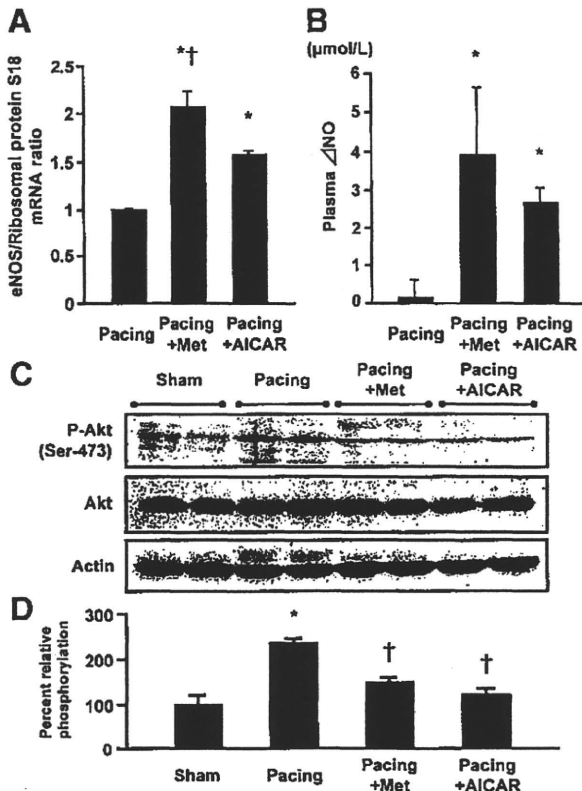 A
eNOS/Ribosomal protein S18
mRNA ratio
2.5
2
1.5
1
0.5
0
*†
*
Pacing
Pacing
+Met
Pacing
+AICAR
B
(μmol/L)
Plasma ⊿NO
6
5
4
3
2
1
0
*
*
Pacing
Pacing
+Met
Pacing
+AICAR
C
Sham
Pacing
Pacing
+Met
Pacing
+AICAR
P-Akt
(Ser-473)
Akt
Actin
D
Percent relative
phosphorylation
300
200
100
0
*
†
†
Sham
Pacing
Pacing
+Met
Pacing
+AICAR